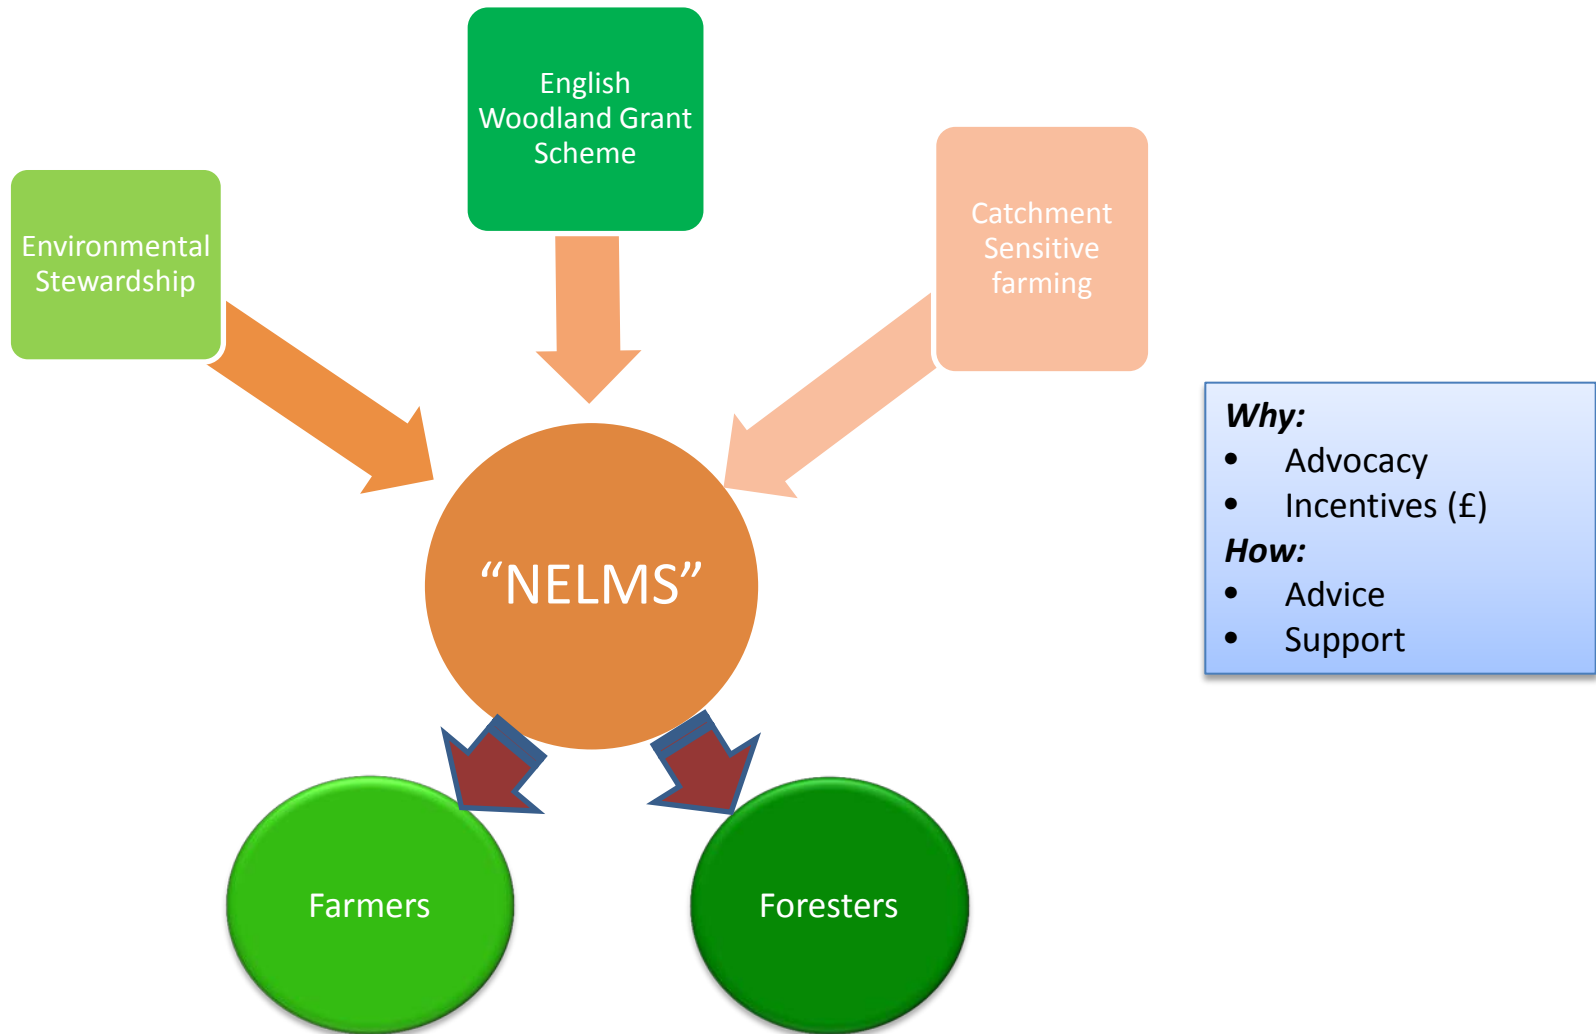 English
Woodland Grant
Scheme
Environmental
Stewardship
Catchment
Sensitive
farming
“NELMS”
Why:
• Advocacy
• Incentives (£)
How:
• Advice
• Support
Farmers
Foresters